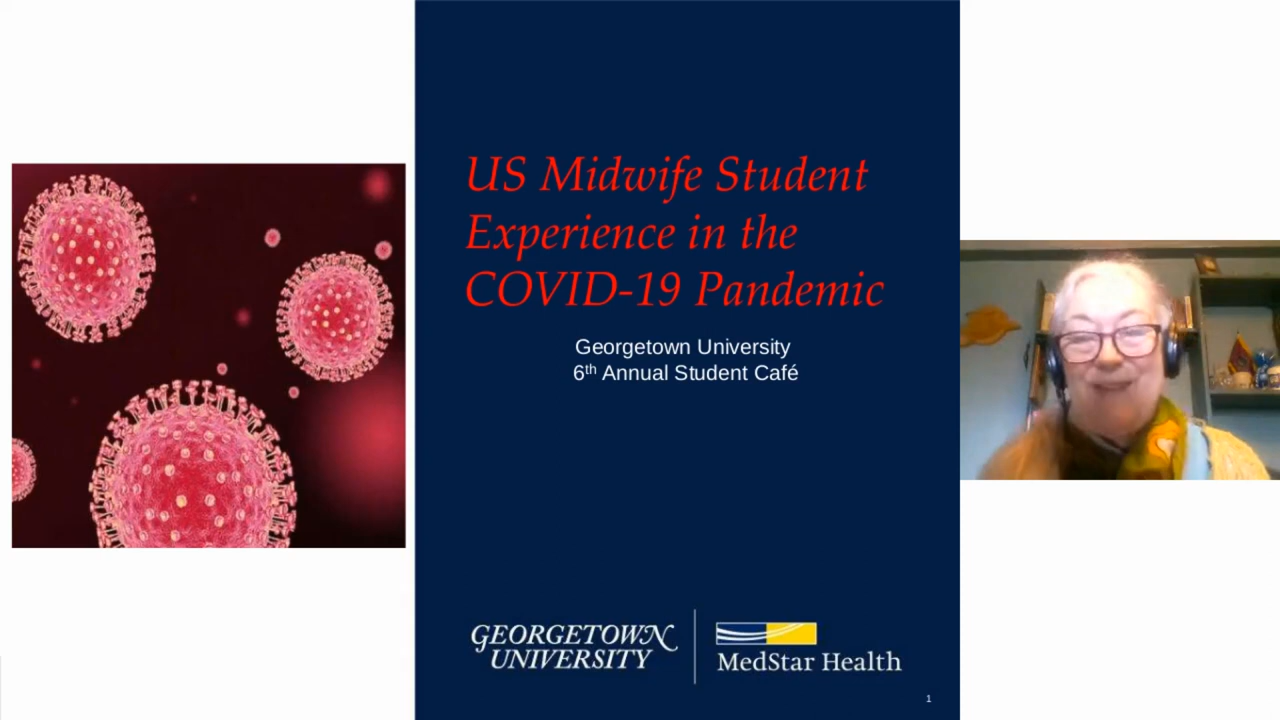 US Midwife Student
Experience in the
COVID-19 Pandemic
Georgetown University
6th Annual Student Café
GEORGETOWN
UNIVERSITY
MedStar Health
1